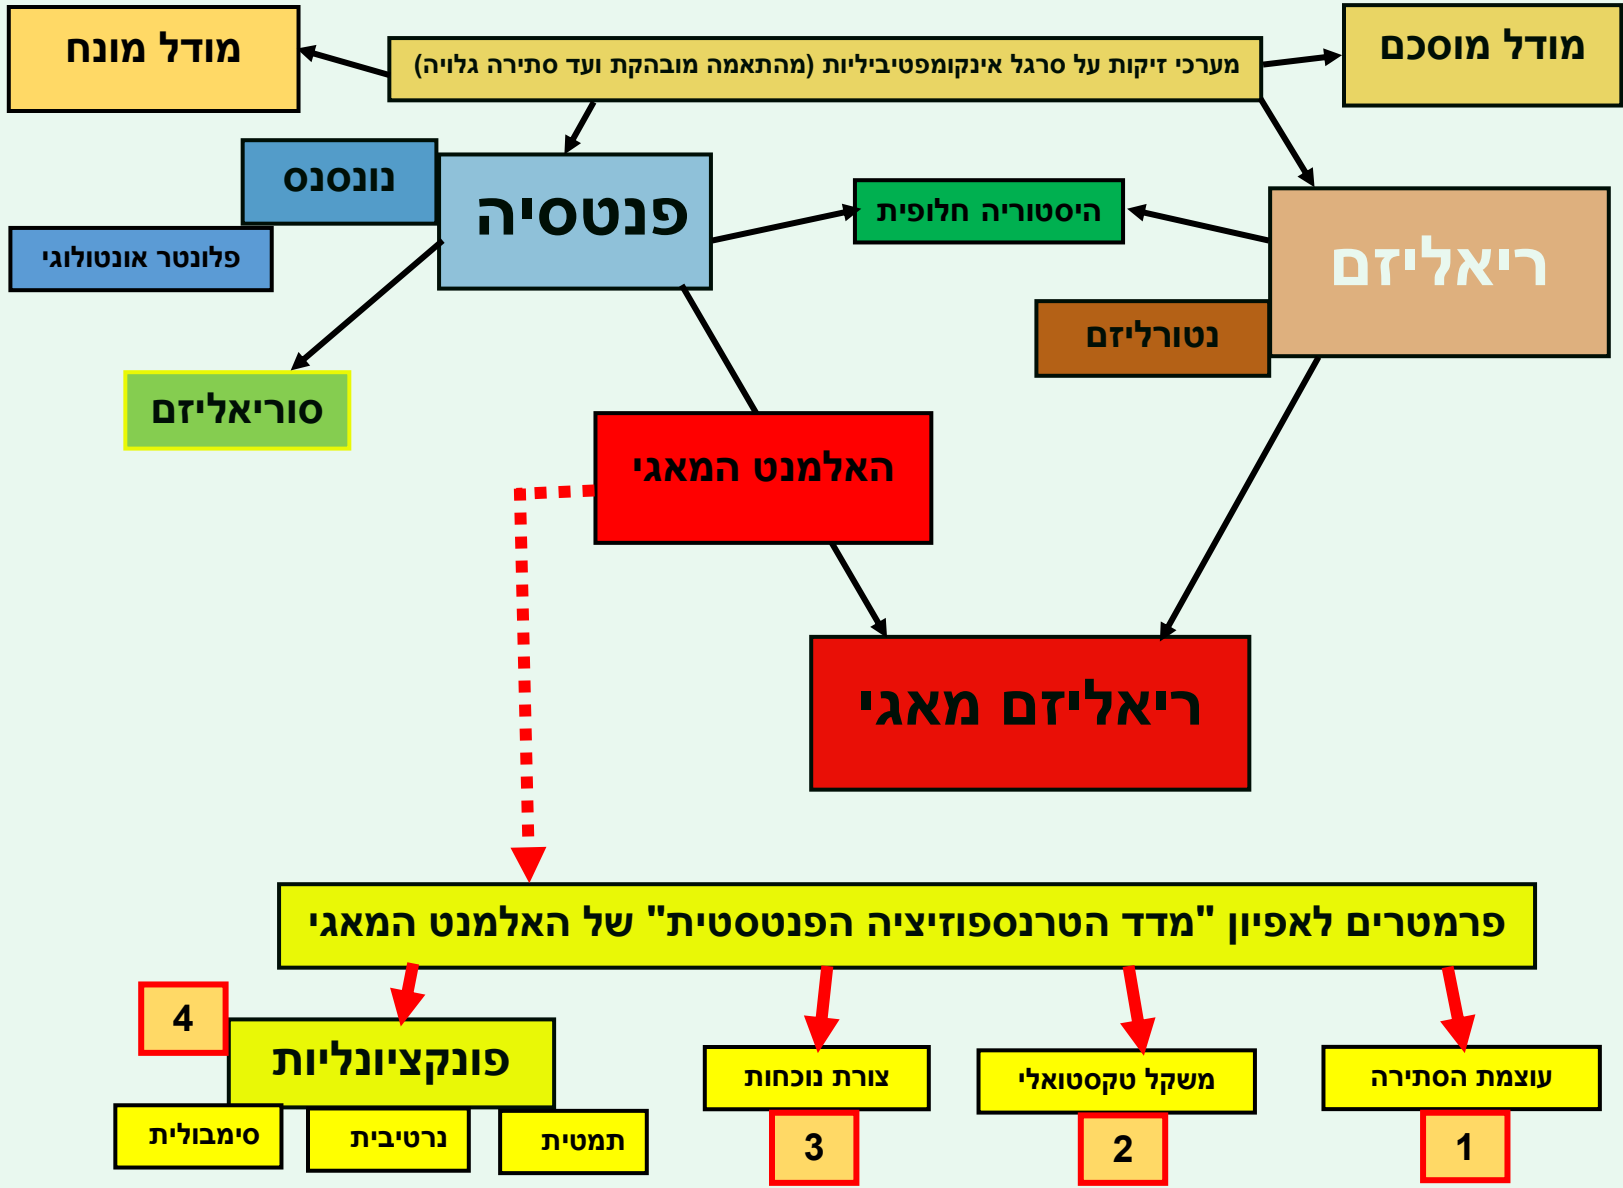 מודל מוסכם
מערכי זיקות על סרגל אינקומפטיביליות (מהתאמה מובהקת ועד סתירה גלויה)
מודל מונח
ריאליזם
היסטוריה חלופית
פנטסיה
נונסנס
פלונטר אונטולוגי
נטורליזם
סוריאליזם
האלמנט המאגי
ריאליזם מאגי
פרמטרים לאפיון "מדד הטרנספוזיציה הפנטסטית" של האלמנט המאגי
עוצמת הסתירה
1
משקל טקסטואלי
2
צורת נוכחות
3
פונקציונליות
4
תמטית
נרטיבית
סימבולית